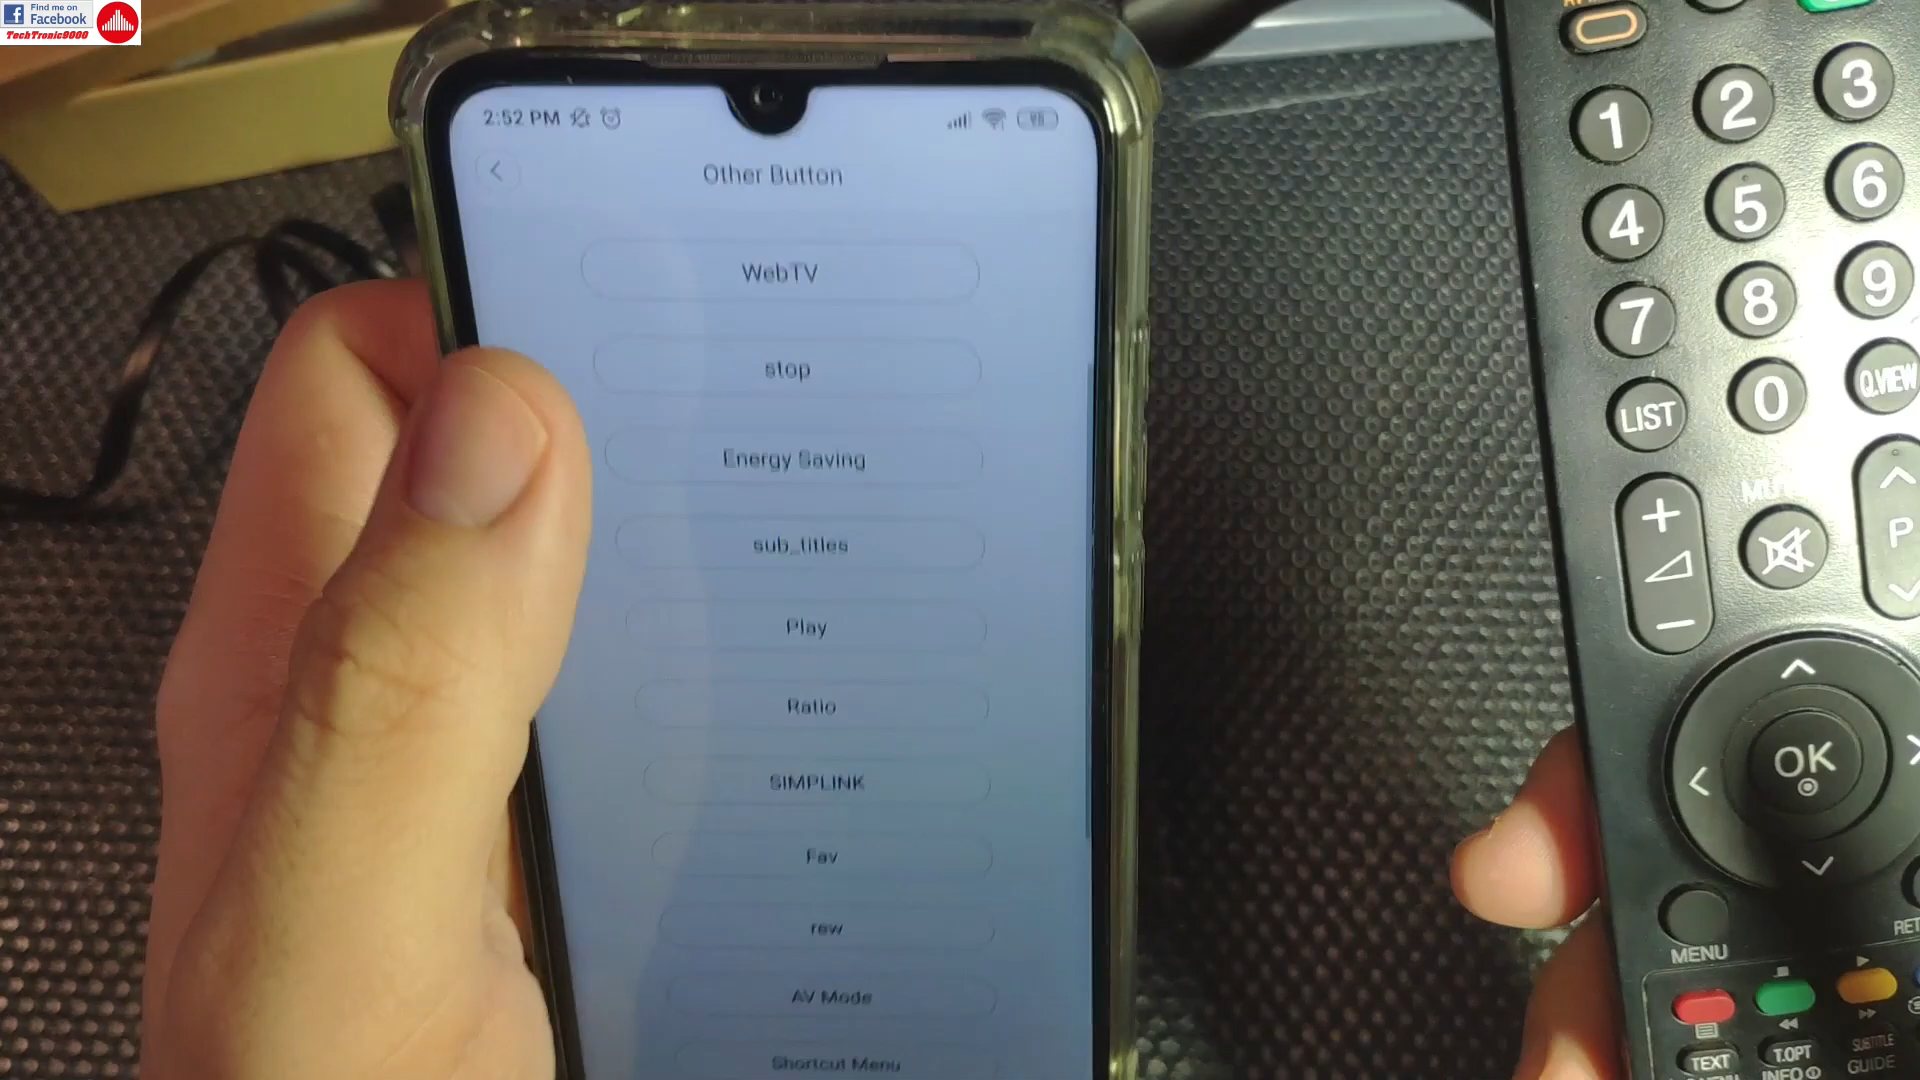 Find me on
Facebook
TechTronic9000
2:52 PM
Other Button
WebTV
stop
Energy Saving
sub_titles
Play
Ratio
SIMPLINK
Fav
rew
AV Mode
Shortcut Menu
1 2 3
4 5 6
7 8 9
LIST 0 Q.VIEW
+
P
−
OK
MENU
TEXT
T.OPT
INFO
SUBTITLE
GUIDE